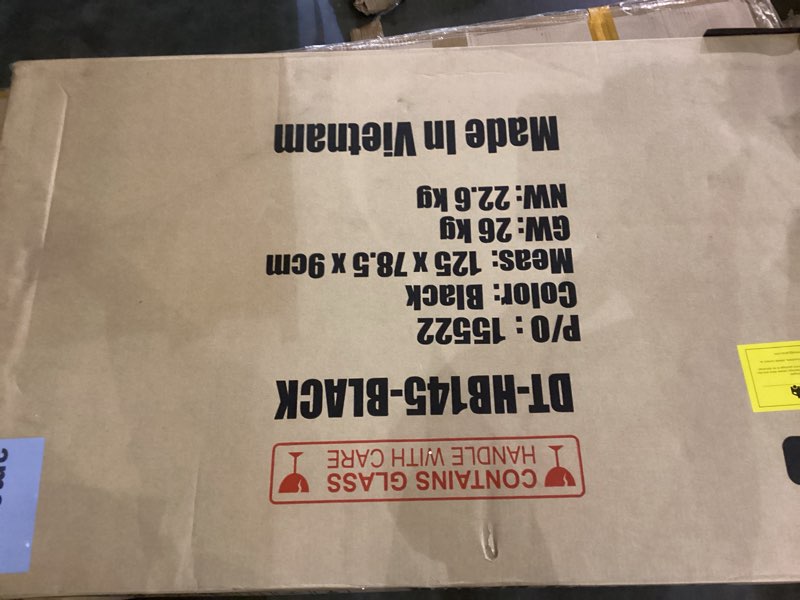 CONTAINS GLASS
HANDLE WITH CARE
DT-HB145-BLACK
P/O : 15522
Color: Black
Meas: 125 x 78.5 x 9cm
GW: 26 kg
NW: 22.6 kg
Made In Vietnam